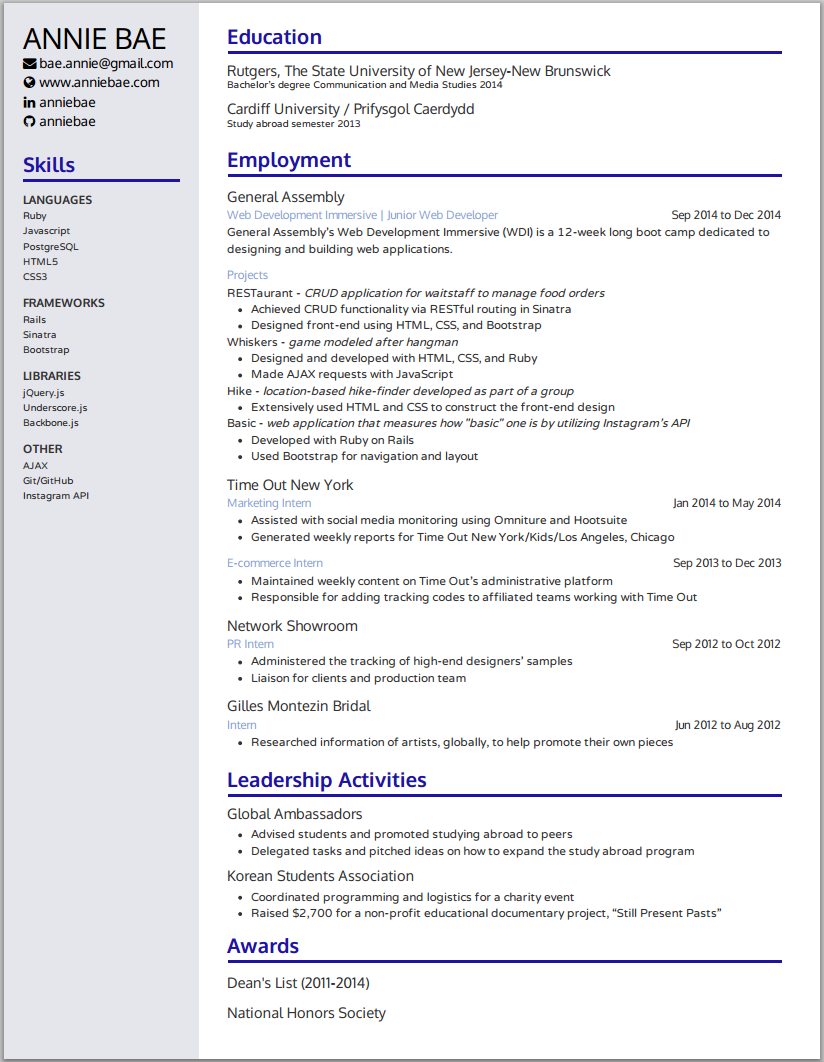 ANNIE BAE
bae.annie@gmail.com
www.anniebae.com
anniebae
anniebae
Skills
LANGUAGES
Ruby
Javascript
PostgreSQL
HTML5
CSS3
FRAMEWORKS
Rails
Sinatra
Bootstrap
LIBRARIES
jQuery.js
Underscore.js
Backbone.js
OTHER
AJAX
Git/GitHub
Instagram API
Education
Rutgers, The State University of New Jersey-New Brunswick
Bachelor's degree Communication and Media Studies 2014
Cardiff University / Prifysgol Caerdydd
Study abroad semester 2013
Employment
General Assembly
Web Development Immersive | Junior Web Developer Sep 2014 to Dec 2014
General Assembly's Web Development Immersive (WDI) is a 12-week long boot camp dedicated to
designing and building web applications.
Projects
RESTaurant - CRUD application for waitstaff to manage food orders
• Achieved CRUD functionality via RESTful routing in Sinatra
• Designed front-end using HTML, CSS, and Bootstrap
Whiskers - game modeled after hangman
• Designed and developed with HTML, CSS, and Ruby
• Made AJAX requests with JavaScript
Hike - location-based hike-finder developed as part of a group
• Extensively used HTML and CSS to construct the front-end design
Basic - web application that measures how "basic" one is by utilizing Instagram's API
• Developed with Ruby on Rails
• Used Bootstrap for navigation and layout
Time Out New York
Marketing Intern Jan 2014 to May 2014
• Assisted with social media monitoring using Omniture and Hootsuite
• Generated weekly reports for Time Out New York/Kids/Los Angeles, Chicago
E-commerce Intern Sep 2013 to Dec 2013
• Maintained weekly content on Time Out's administrative platform
• Responsible for adding tracking codes to affiliated teams working with Time Out
Network Showroom
PR Intern Sep 2012 to Oct 2012
• Administered the tracking of high-end designers' samples
• Liaison for clients and production team
Gilles Montezin Bridal
Intern Jun 2012 to Aug 2012
• Researched information of artists, globally, to help promote their own pieces
Leadership Activities
Global Ambassadors
• Advised students and promoted studying abroad to peers
• Delegated tasks and pitched ideas on how to expand the study abroad program
Korean Students Association
• Coordinated programming and logistics for a charity event
• Raised $2,700 for a non-profit educational documentary project, “Still Present Pasts”
Awards
Dean's List (2011-2014)
National Honors Society